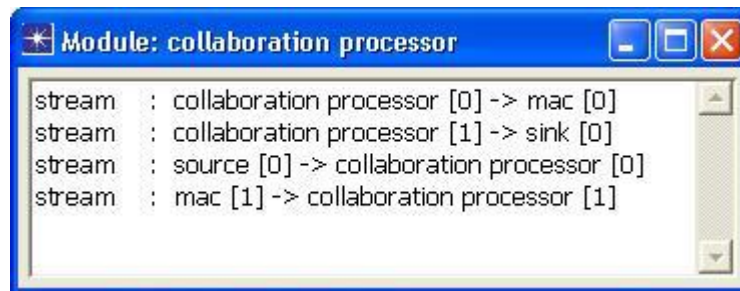 Module: collaboration processor
stream : collaboration processor [0] -> mac [0]
stream : collaboration processor [1] -> sink [0]
stream : source [0] -> collaboration processor [0]
stream : mac [1] -> collaboration processor [1]